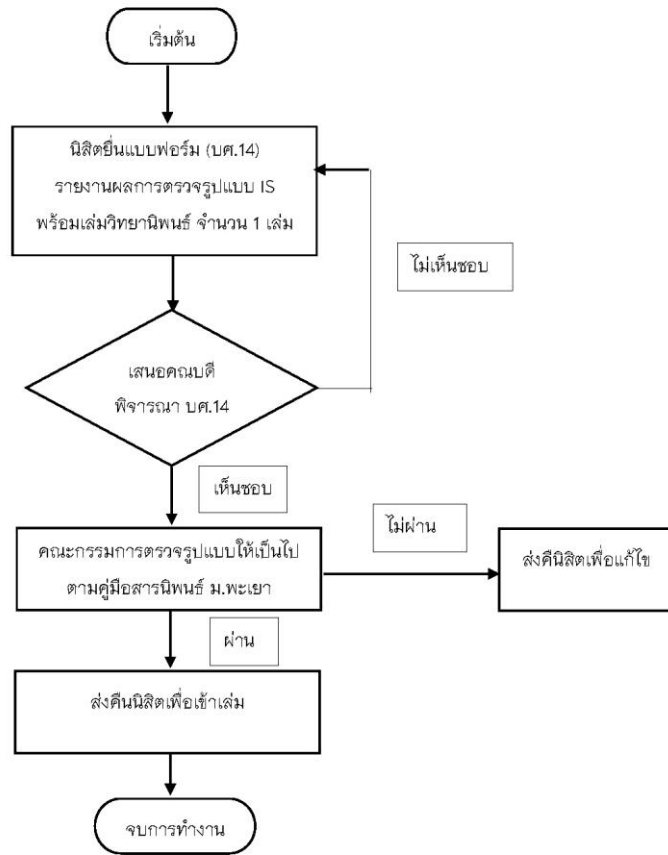 เริ่มต้น
นิสิตยื่นแบบฟอร์ม (บศ.14)
รายงานผลการตรวจรูปแบบ IS
พร้อมเล่มวิทยานิพนธ์ จำนวน 1 เล่ม
ไม่เห็นชอบ
เสนอคณบดี
พิจารณา บศ.14
เห็นชอบ
ไม่ผ่าน
คณะกรรมการตรวจรูปแบบให้เป็นไป
ตามคู่มือสารนิพนธ์ ม.พะเยา
ส่งคืนิสิตเพื่อแก้ไข
ผ่าน
ส่งคืนนิสิตเพื่อเข้าเล่ม
จบการทำงาน